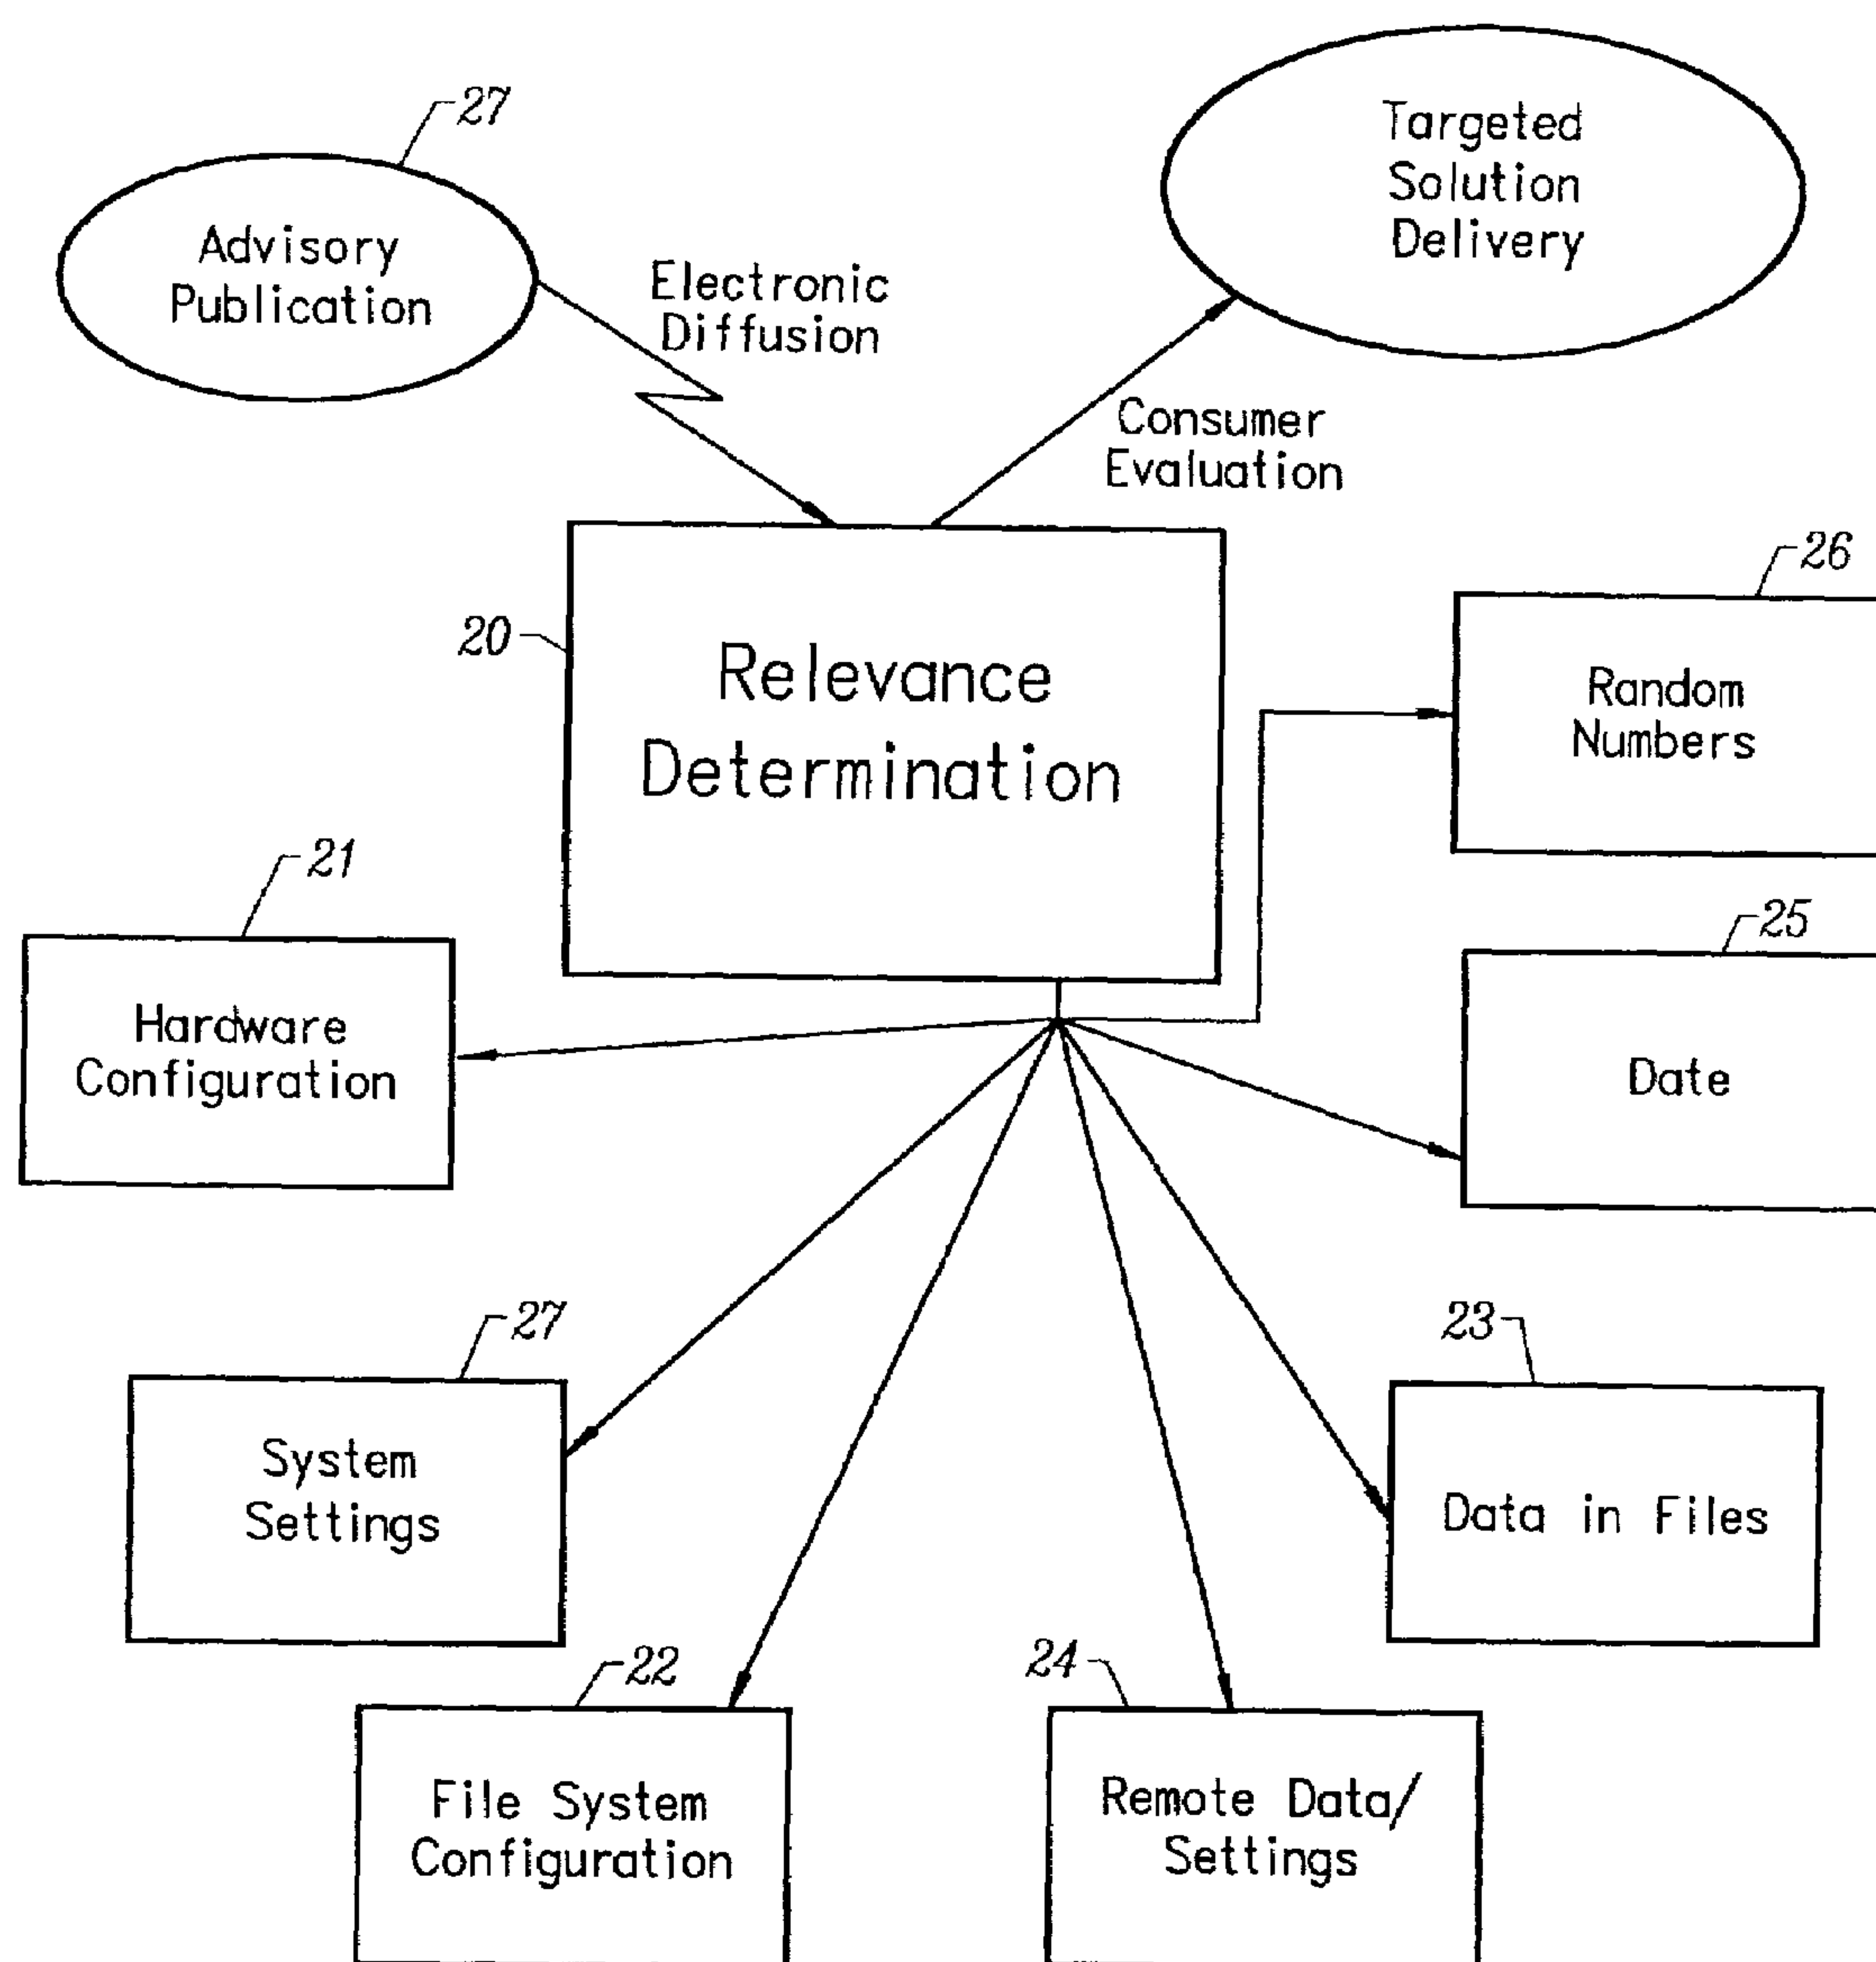 27
Advisory
Publication
Targeted
Solution
Delivery
Electronic
Diffusion
Consumer
Evaluation
20
Relevance
Determination
26
Random
Numbers
21
Hardware
Configuration
25
Date
27
System
Settings
23
Data in Files
22
File System
Configuration
24
Remote Data/
Settings